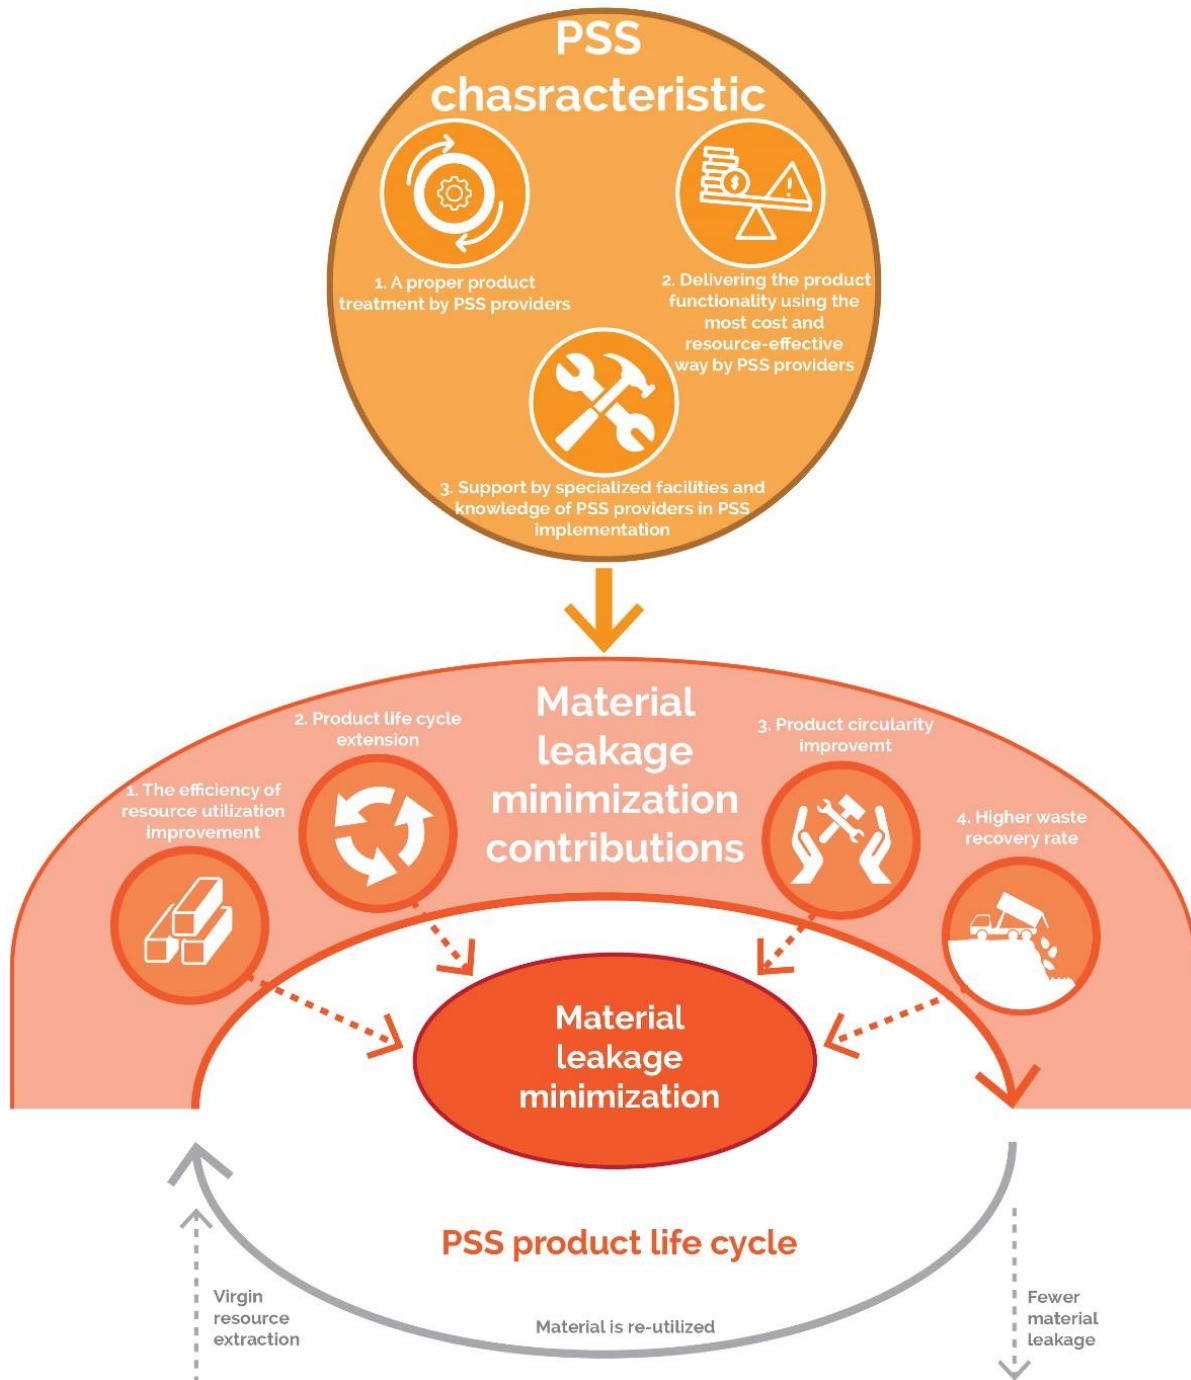 PSS
chasracteristic
1. A proper product
treatment by PSS providers
2. Delivering the product
functionality using the
most cost and
resource-effective
way by PSS providers
3. Support by specialized facilities and
knowledge of PSS providers in PSS
implementation
Material
leakage
minimization
contributions
1. The efficiency of
resource utilization
improvement
2. Product life cycle
extension
3. Product circularity
improvemt
4. Higher waste
recovery rate
Material
leakage
minimization
PSS product life cycle
Virgin
resource
extraction
Material is re-utilized
Fewer
material
leakage